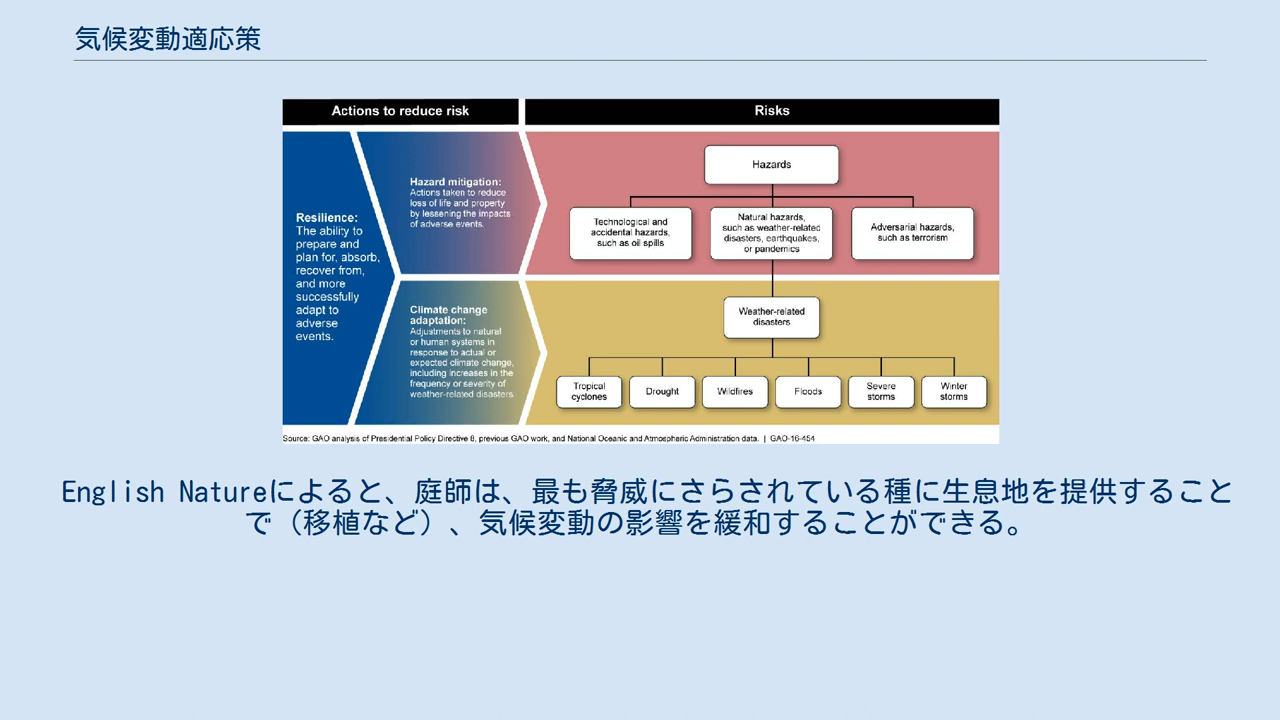 気候変動適応策
Actions to reduce risk
Risks
Resilience:
The ability to
prepare and
plan for, absorb,
recover from,
and more
successfully
adapt to
adverse
events.
Hazard mitigation:
Actions taken to reduce
loss of life and property
by lessening the impacts
of adverse events.
Climate change
adaptation:
Adjustments to natural
or human systems in
response to actual or
expected climate change,
including increases in the
frequency or severity of
weather-related disasters.
Hazards
Technological and
accidental hazards,
such as oil spills
Natural hazards,
such as weather-related
disasters, earthquakes,
or pandemics
Adversarial hazards,
such as terrorism
Weather-related
disasters
Tropical
cyclones
Drought
Wildfires
Floods
Severe
storms
Winter
storms
Source: GAO analysis of Presidential Policy Directive 8, previous GAO work, and National Oceanic and Atmospheric Administration data. | GAO-16-454
English Natureによると、庭師は、最も脅威にさらされている種に生息地を提供すること
で（移植など）、気候変動の影響を緩和することができる。